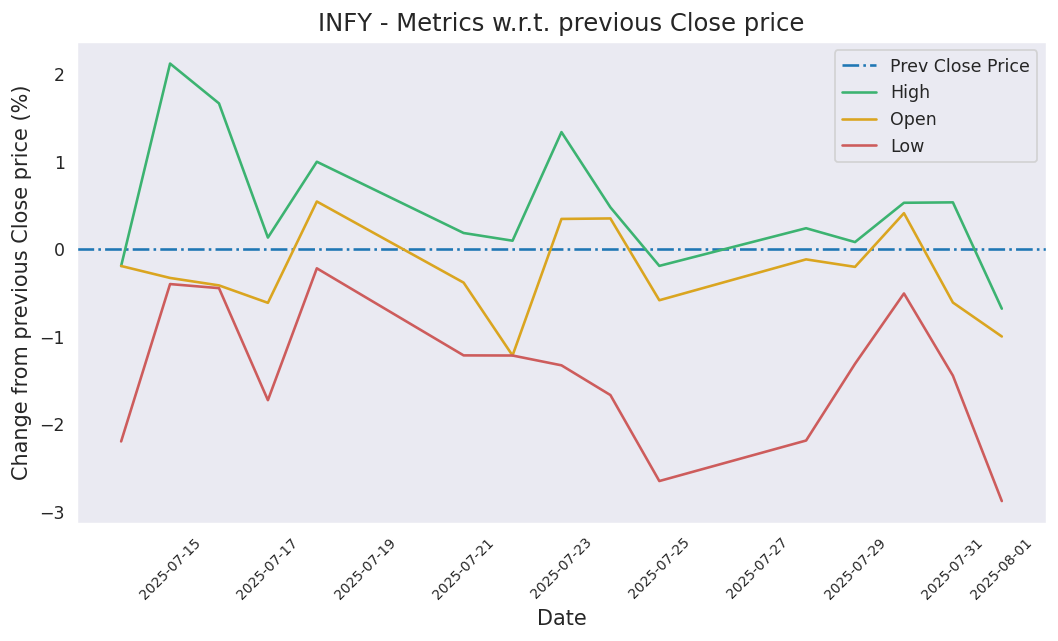 INFY - Metrics w.r.t. previous Close price
Change from previous Close price (%)
2
1
0
−1
−2
−3
Prev Close Price
High
Open
Low
2025-07-15
2025-07-17
2025-07-19
2025-07-21
2025-07-23
2025-07-25
2025-07-27
2025-07-29
2025-07-31
2025-08-01
Date